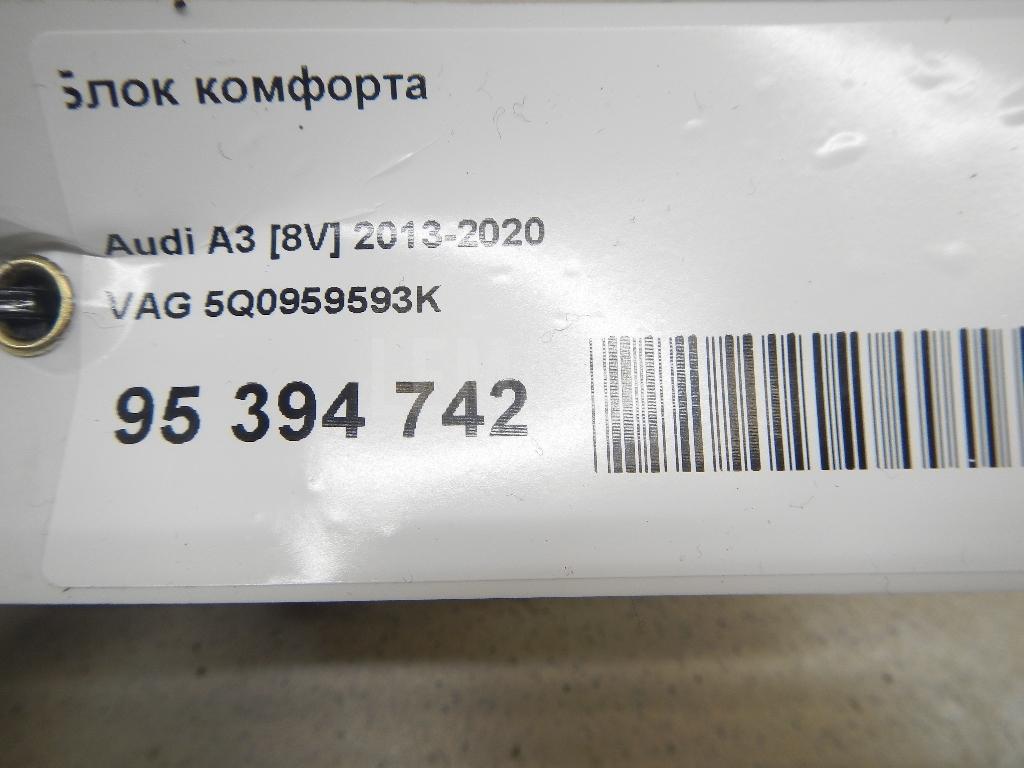 Блок комфорта
Audi A3 [8V] 2013-2020
VAG 5Q0959593K
95 394 742